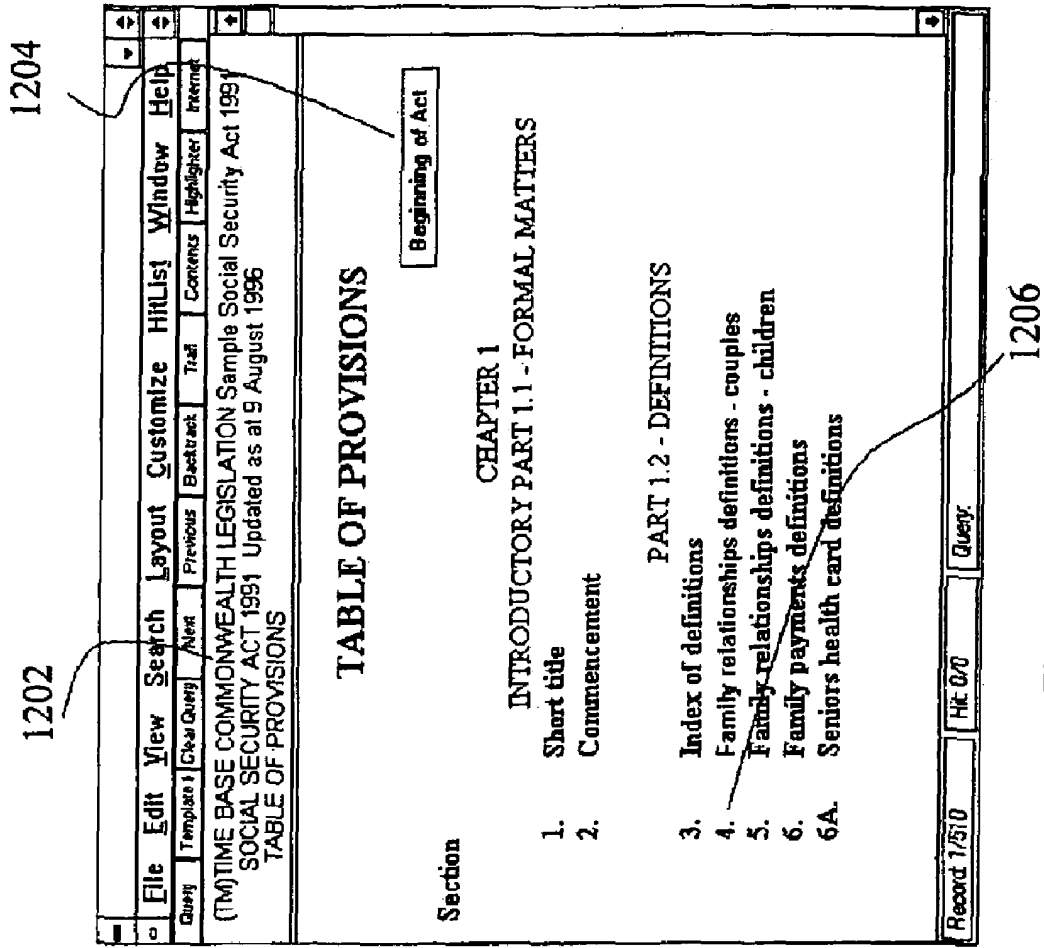 1202
1204
File Edit View Search Layout Customize HitList Window Help
Query Template Clear Query Next Previous Backtrack Trail Contents Highlighter Internet
(TM)TIME BASE COMMONWEALTH LEGISLATION Sample Social Security Act 1991
SOCIAL SECURITY ACT 1991 Updated as at 9 August 1996
TABLE OF PROVISIONS
TABLE OF PROVISIONS
Beginning of Act
CHAPTER 1
INTRODUCTORY PART 1.1 - FORMAL MATTERS
Section
1. Short title
2. Commencement
PART 1.2 - DEFINITIONS
3. Index of definitions
4. Family relationships definitions - couples
5. Family relationships definitions - children
6. Family payments definitions
6A. Seniors health card definitions
Record: 1/510 Hit: 0/0 Query:
1206